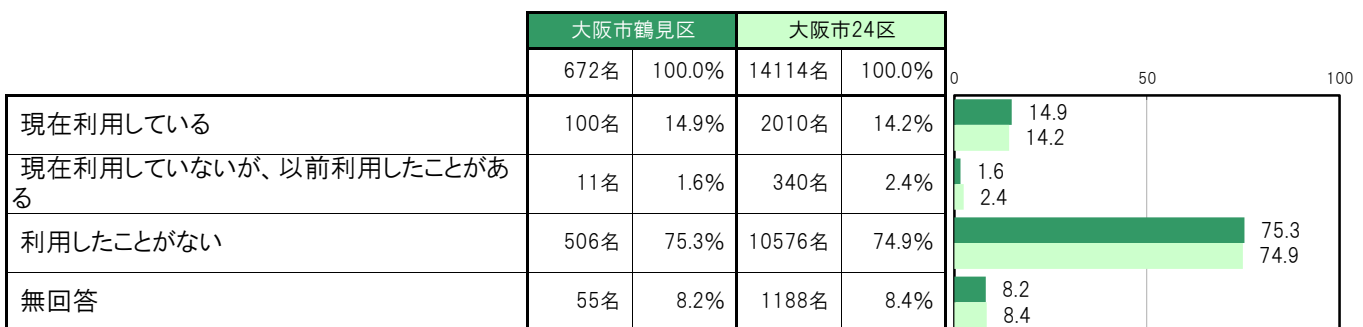 大阪市鶴見区 大阪市24区
672名 100.0% 14114名 100.0% 0 50 100
現在利用している 100名 14.9% 2010名 14.2% 14.9
14.2
現在利用していないが、以前利用したことがあ
る 11名 1.6% 340名 2.4% 1.6
2.4
利用したことがない 506名 75.3% 10576名 74.9% 75.3
74.9
無回答 55名 8.2% 1188名 8.4% 8.2
8.4